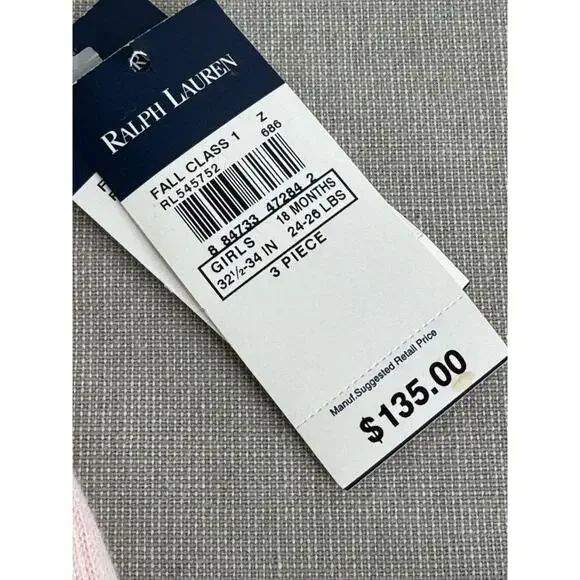 RALPH LAUREN
FALL CLASS 1 Z
RL545752 686
8 84733 47284 2
GIRLS 18 MONTHS
32½-34 IN 24-26 LBS
3 PIECE
Manuf.Suggested Retail Price
$135.00